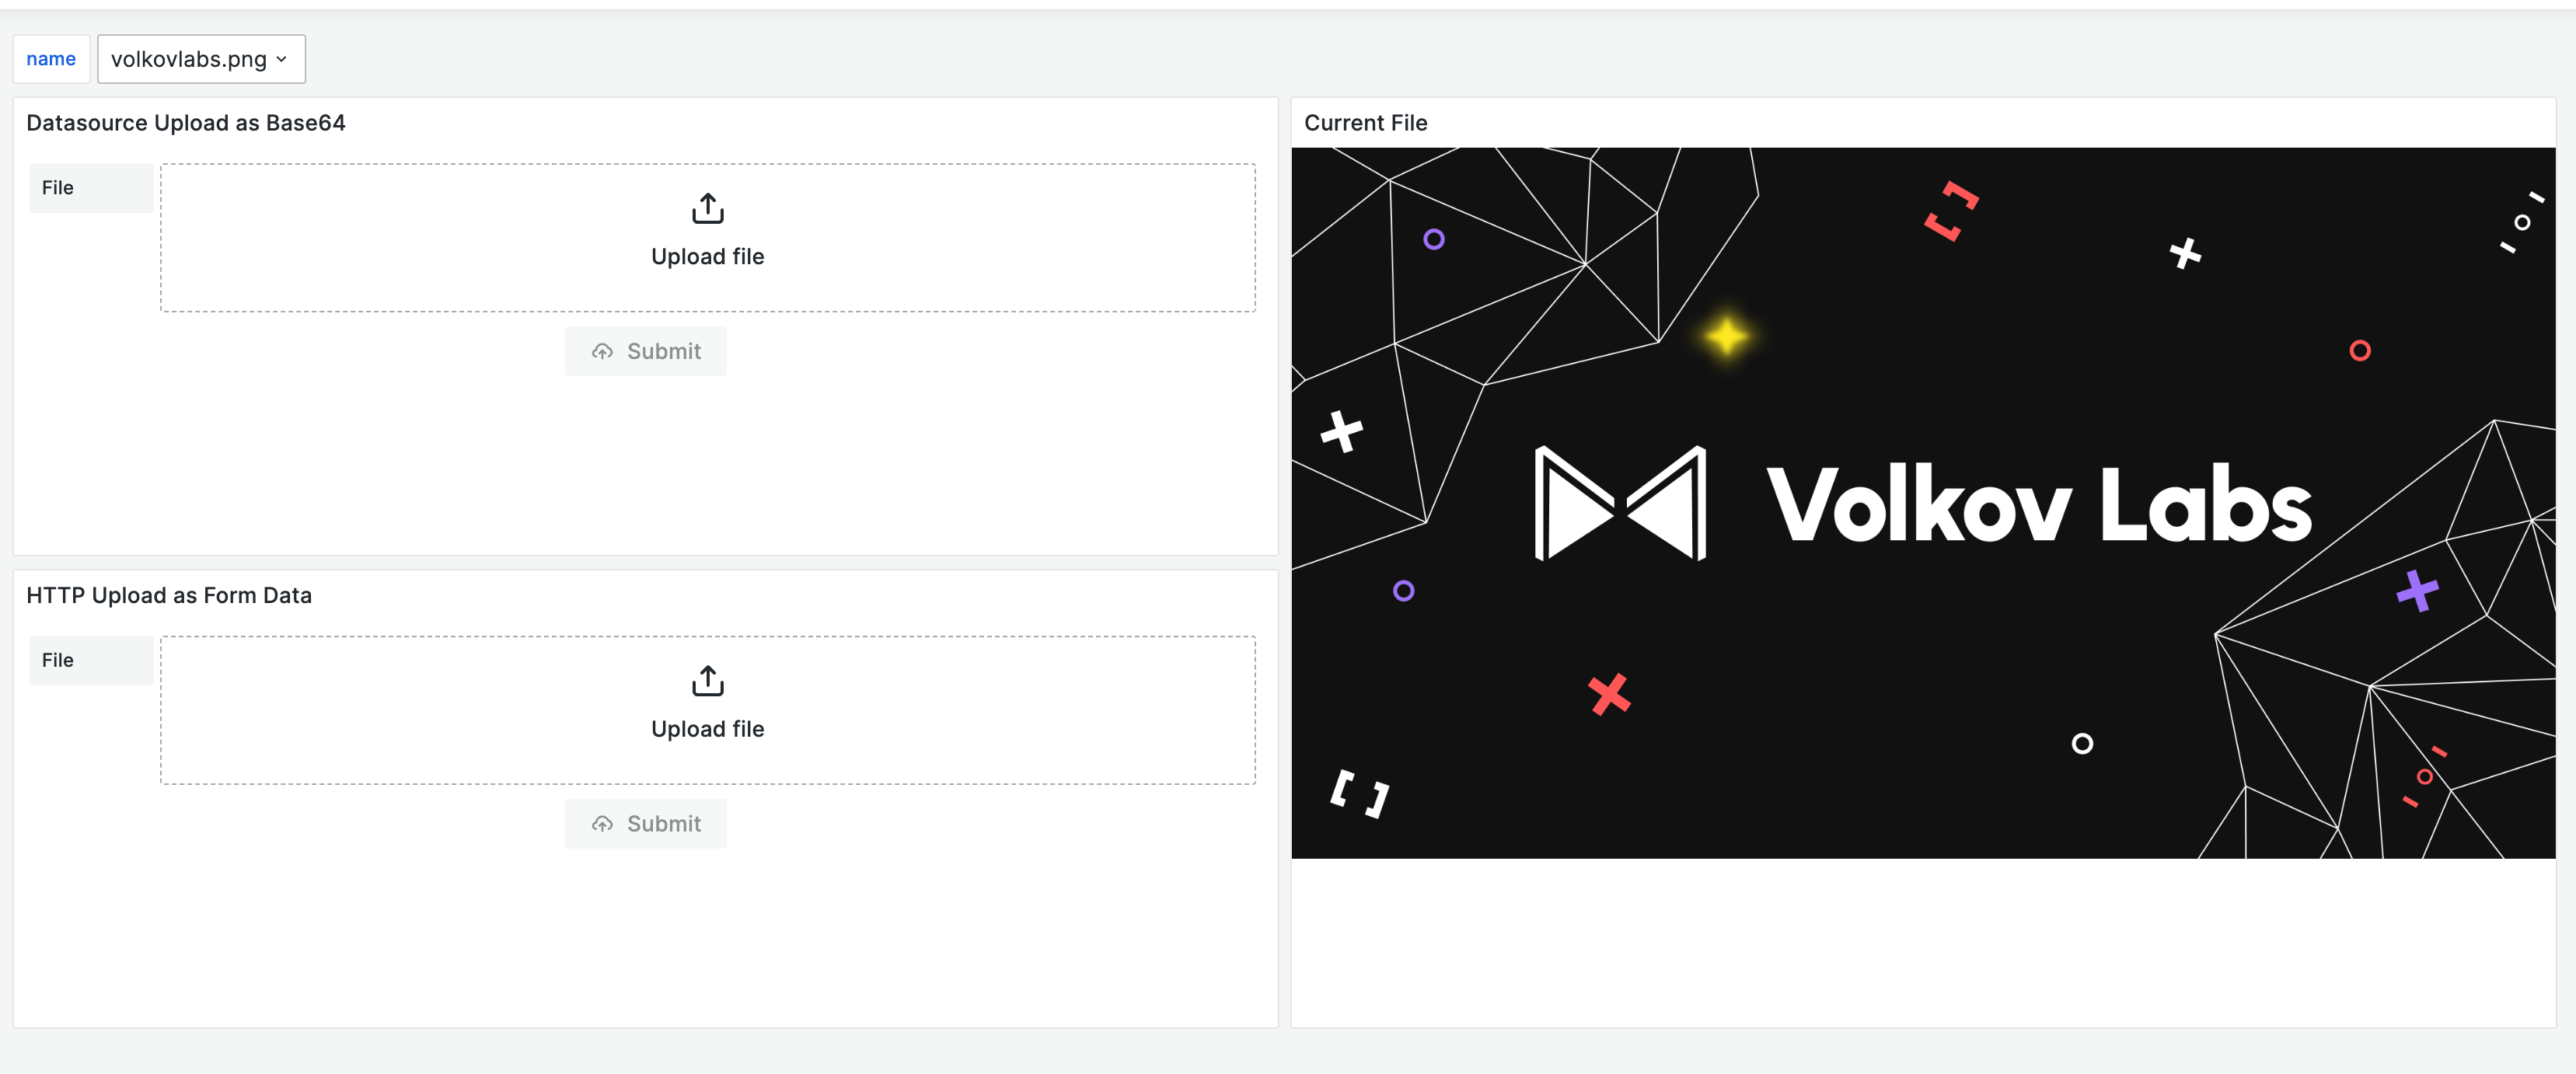 name
volkovlabs.png
Datasource Upload as Base64
File
Upload file
Submit
HTTP Upload as Form Data
File
Upload file
Submit
Current File
Volkov Labs